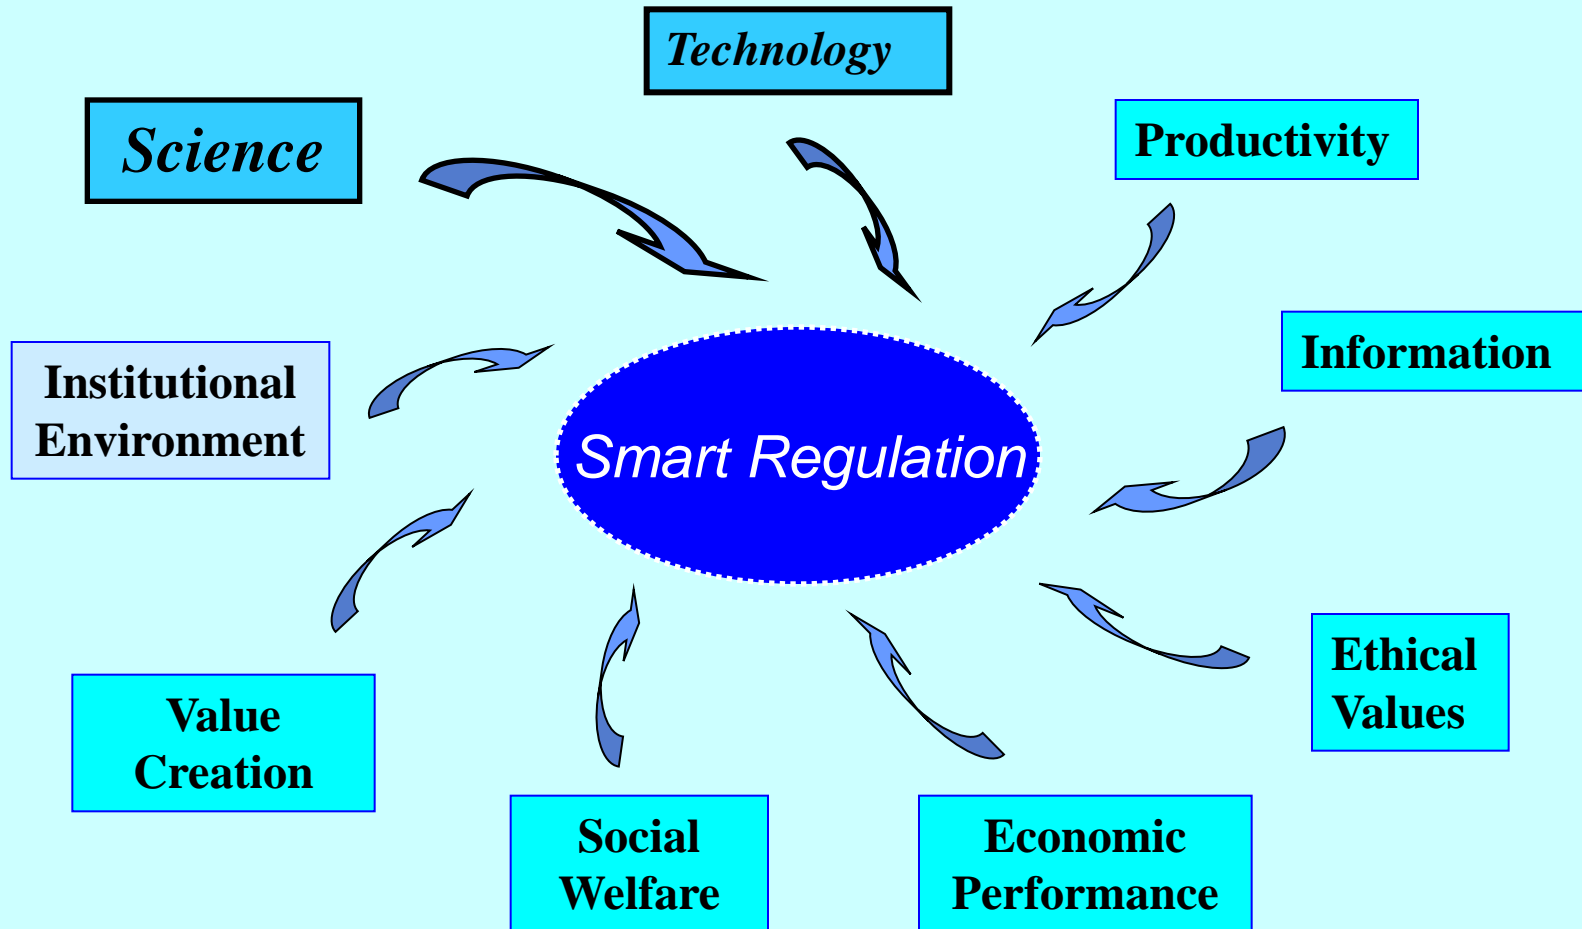 Technology
Science
Productivity
Information
Institutional
Environment
Smart Regulation
Ethical
Values
Value
Creation
Social
Welfare
Economic
Performance